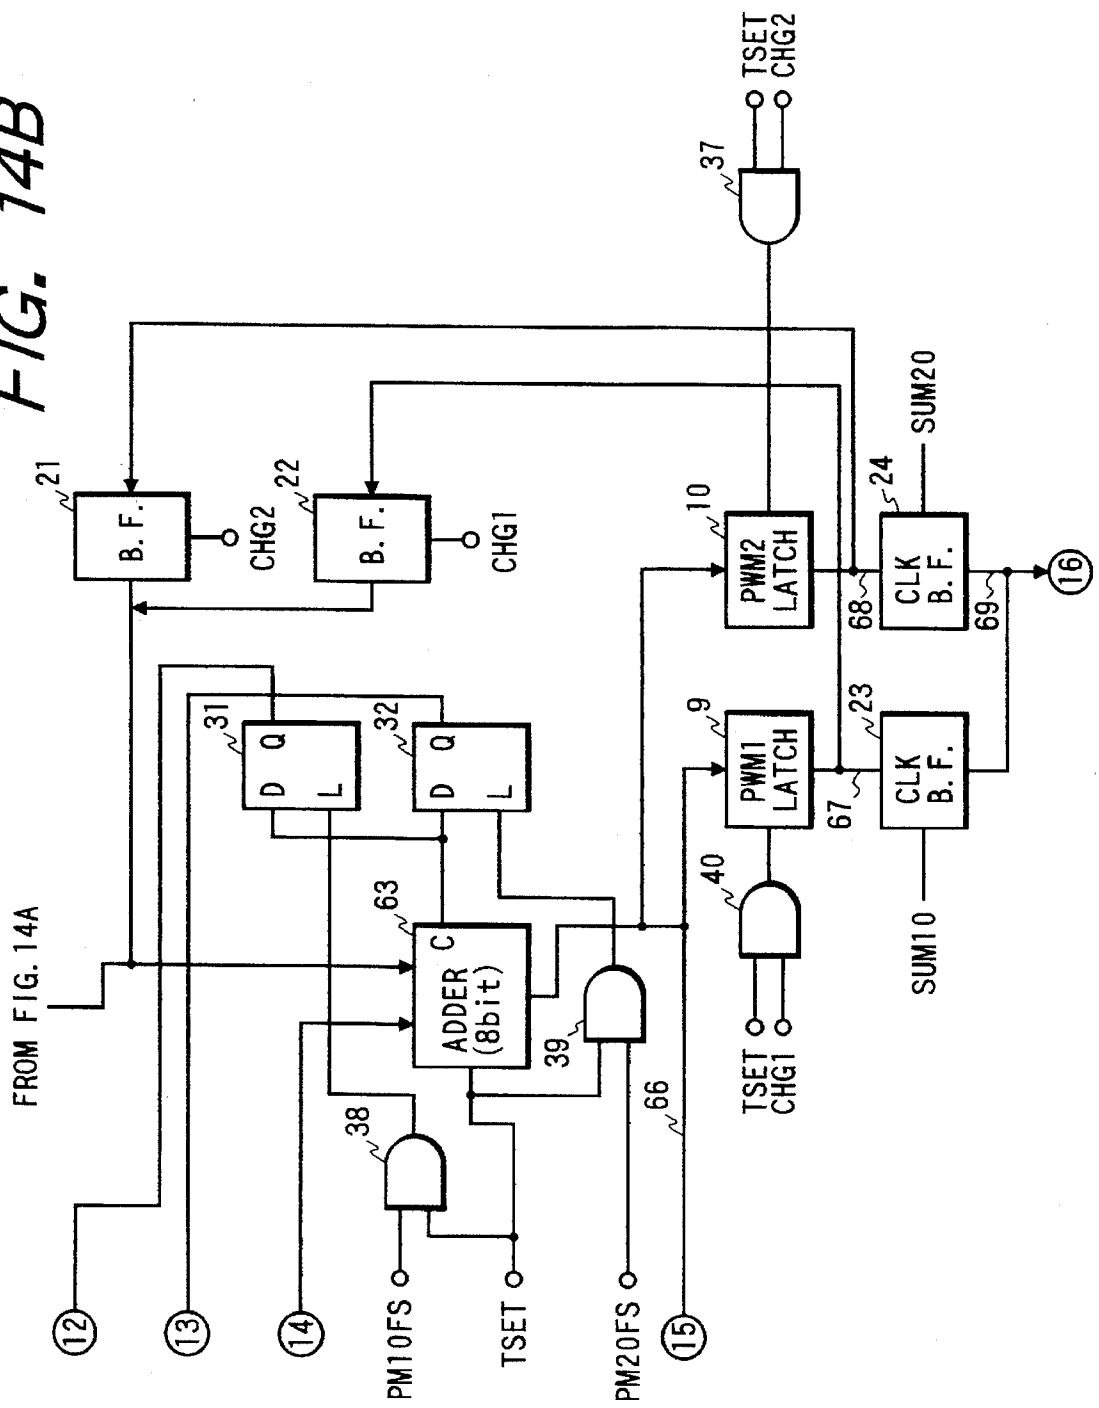 FIG. 14B
FROM FIG. 14A
12
13
14
15
16
21
B. F.
CHG2
22
B. F.
CHG1
31
D Q
L
32
D Q
L
63
C
ADDER
(8bit)
38
PM10FS
TSET
39
PM20FS
66
9
PWM1
LATCH
10
PWM2
LATCH
37
TSET
CHG2
40
TSET
CHG1
67
68
23
CLK
B. F.
24
CLK
B. F.
69
SUM10
SUM20